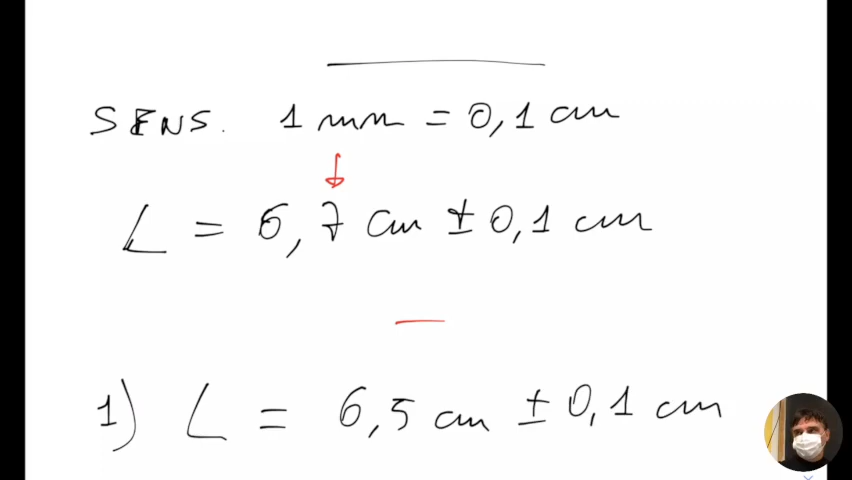 SENS. 1 mm = 0,1 cm
L = 6,7 cm ± 0,1 cm
1) L = 6,5 cm ± 0,1 cm